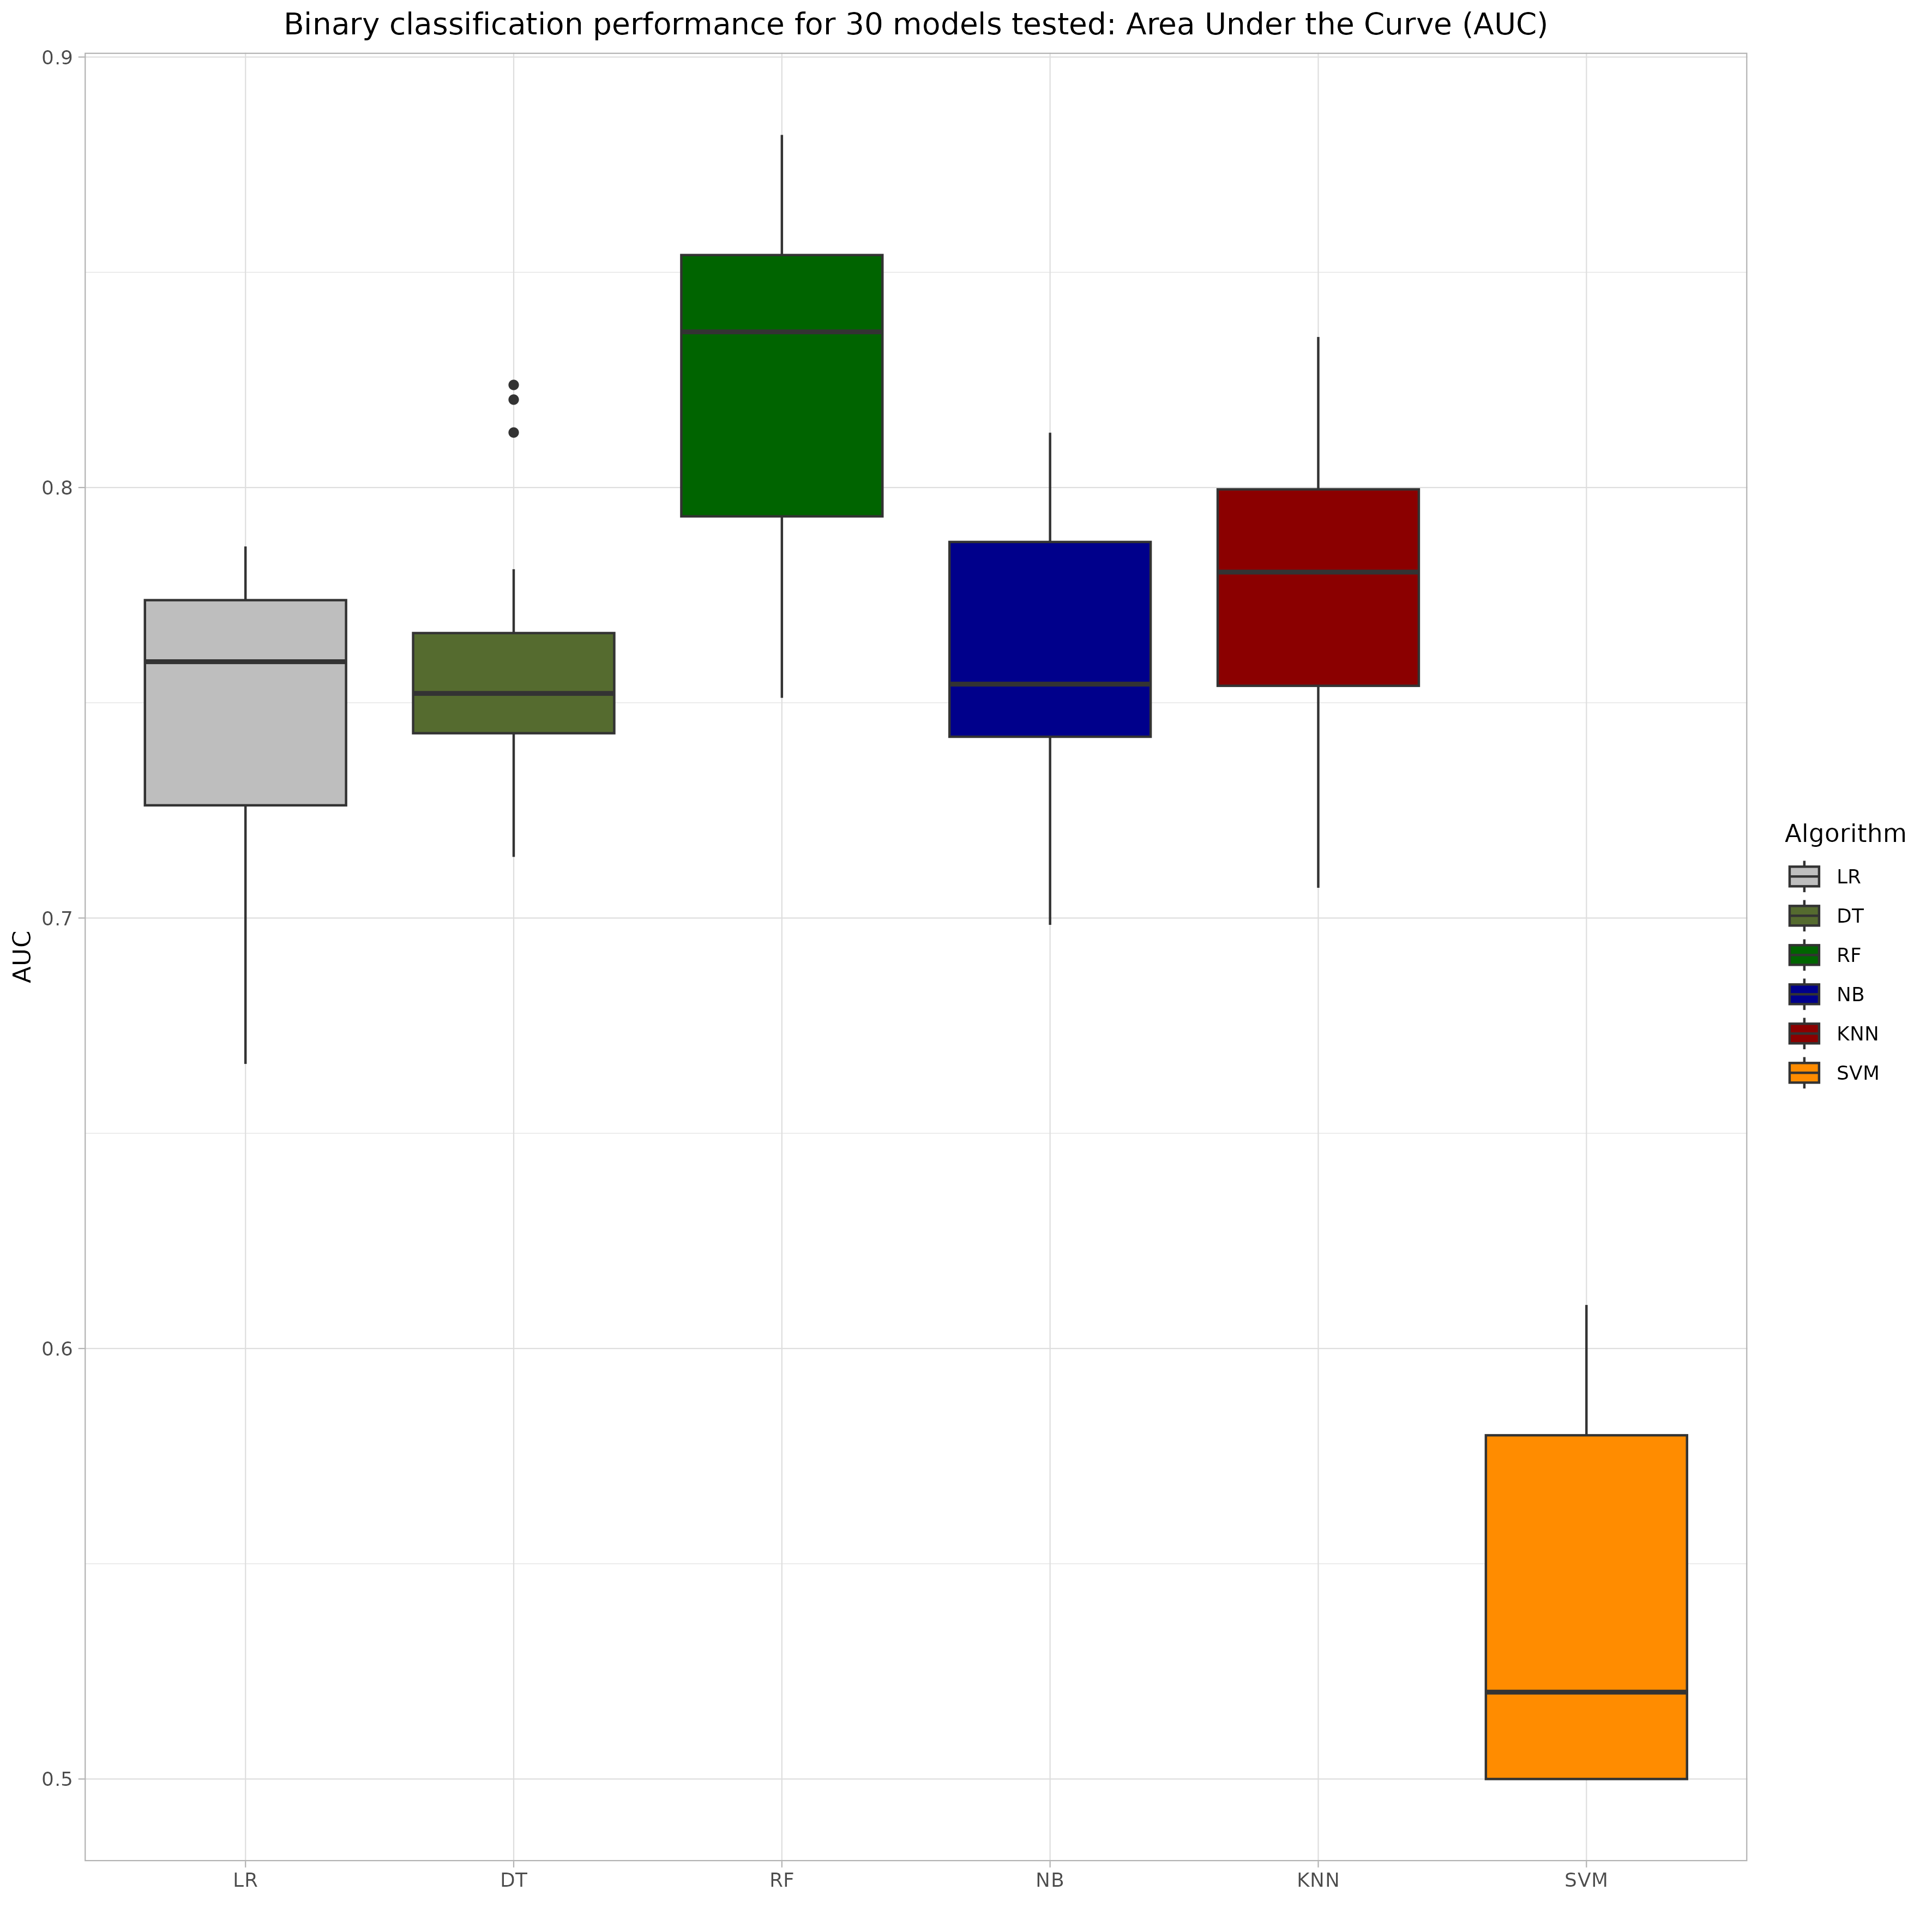 Binary classification performance for 30 models tested: Area Under the Curve (AUC)
0.9
0.8
0.7
0.6
0.5
AUC
LR
DT
RF
NB
KNN
SVM
Algorithm
LR
DT
RF
NB
KNN
SVM